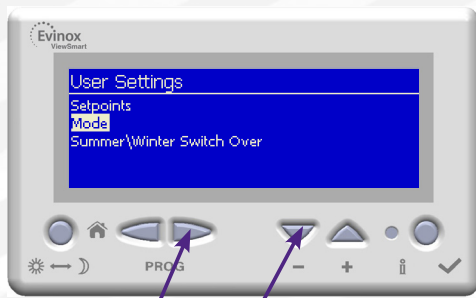 Evinox
ViewSmart
User Settings
Setpoints
Mode
Summer\Winter Switch Over
PROG
- + i